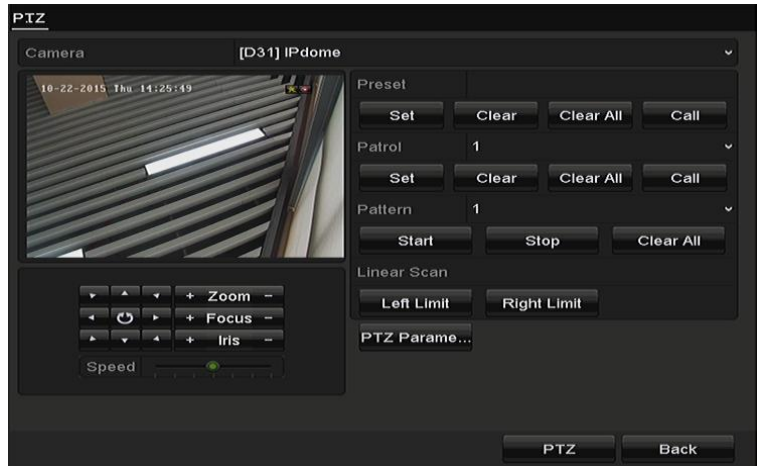 PTZ
Camera [D31] IPdome
10-22-2015 Thu 14:25:49
Preset
Set Clear Clear All Call
Patrol 1
Set Clear Clear All Call
Pattern 1
Start Stop Clear All
Linear Scan
Left Limit Right Limit
PTZ Parame...
+ Zoom -
+ Focus -
+ Iris -
Speed
PTZ Back